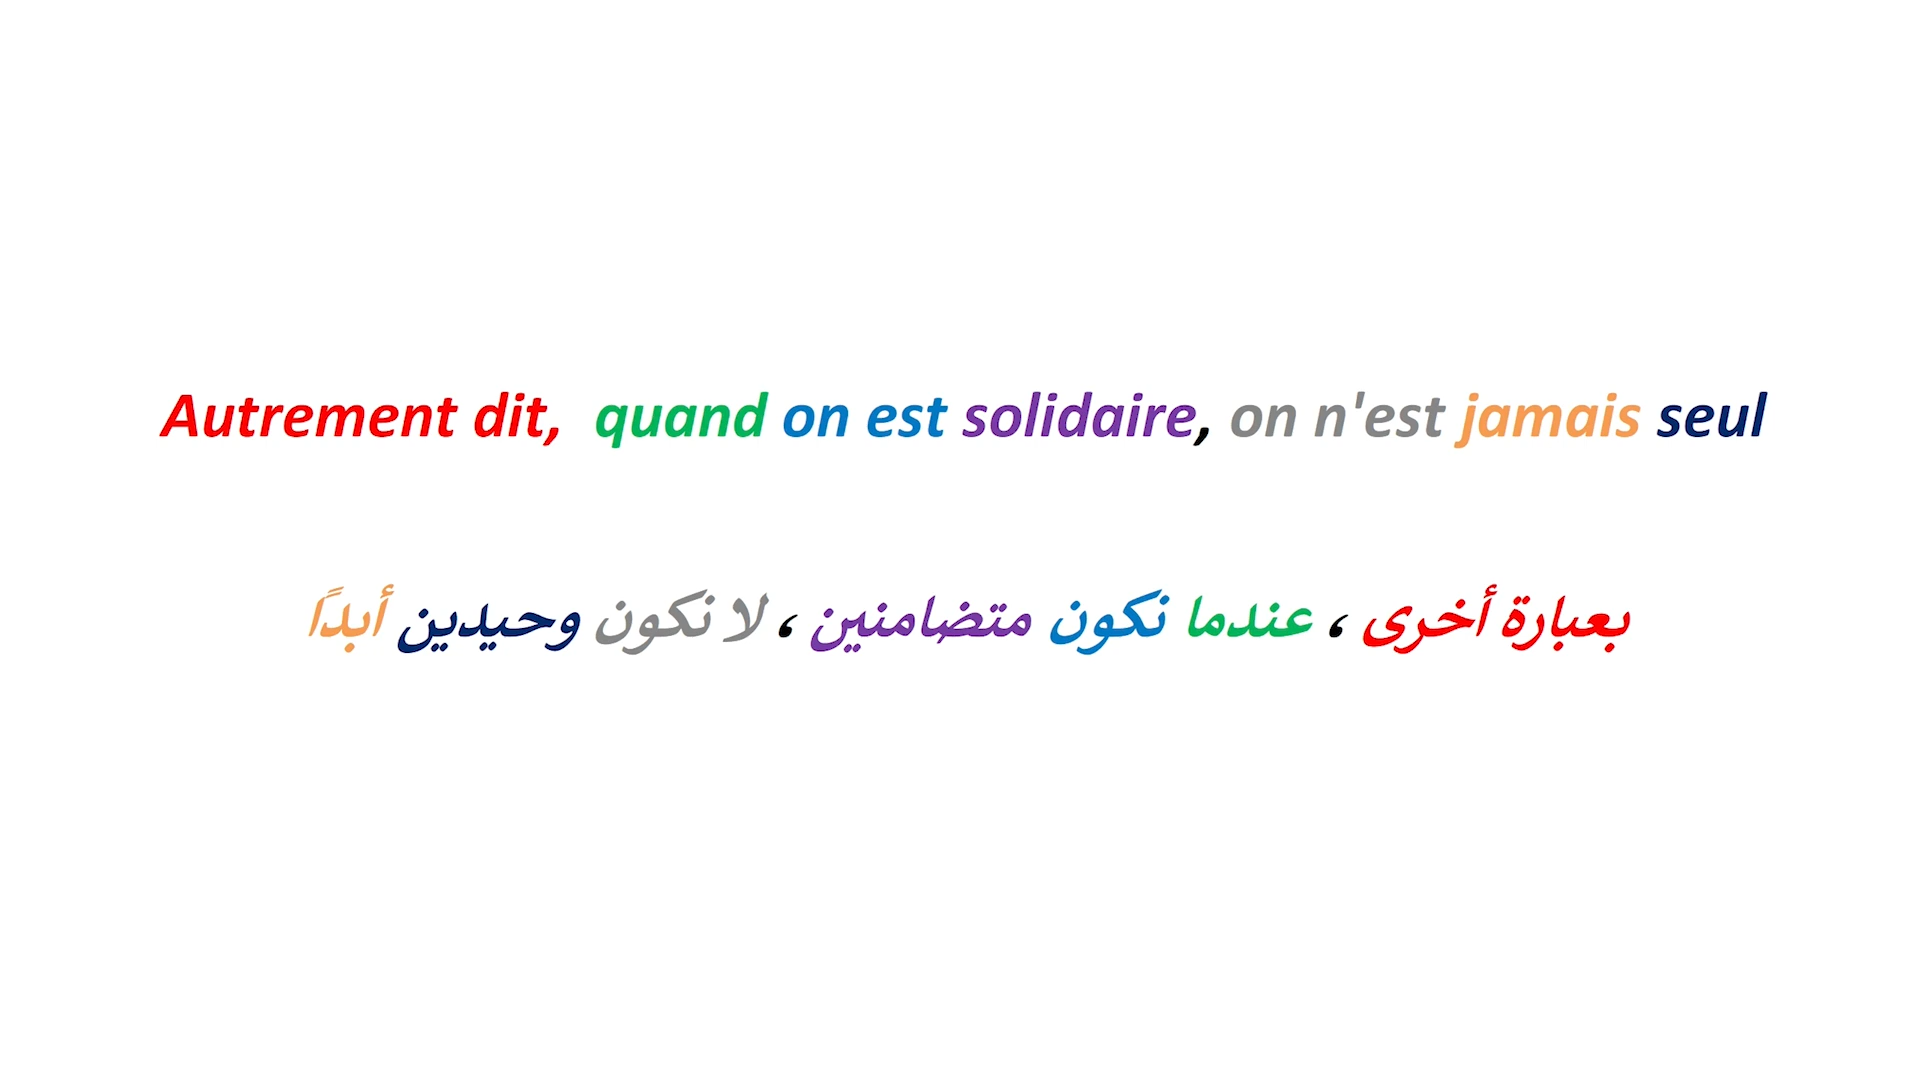 Autrement dit, quand on est solidaire, on n'est jamais seul
بعبارة أخرى ، عندما نكون متضامنين ، لا نكون وحيدين أبدًا